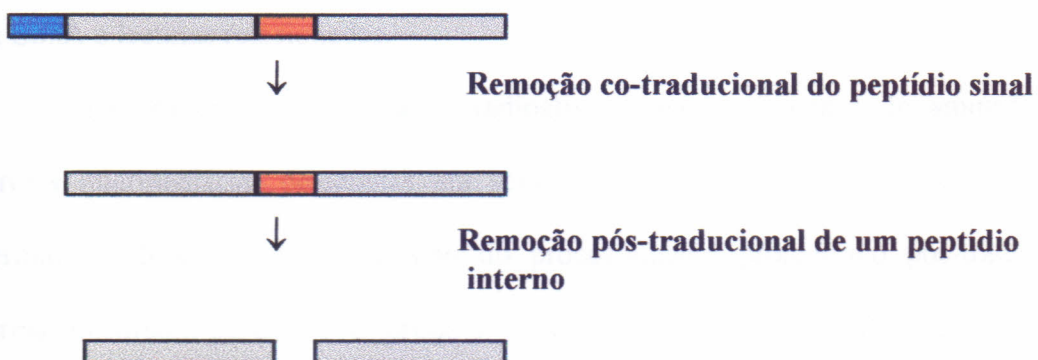 Remoção co-traducional do peptídio sinal
Remoção pós-traducional de um peptídio
interno